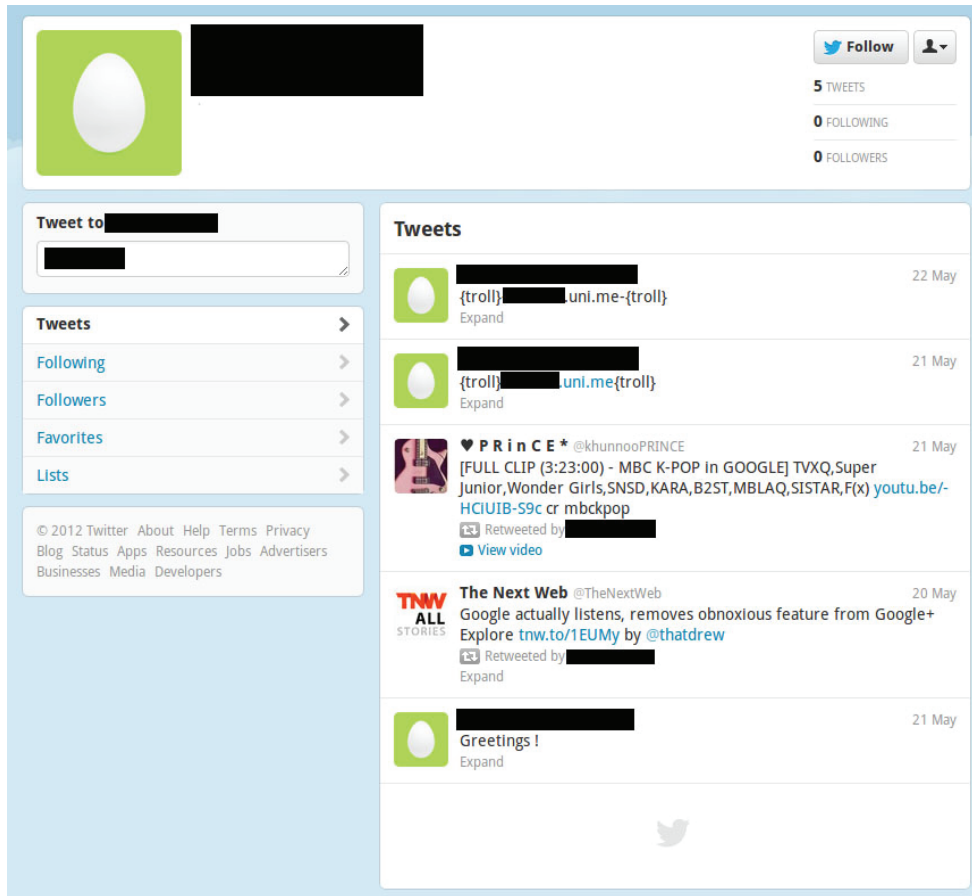 Follow
5 TWEETS
0 FOLLOWING
0 FOLLOWERS
Tweet to
Tweets
Following
Followers
Favorites
Lists
© 2012 Twitter About Help Terms Privacy
Blog Status Apps Resources Jobs Advertisers
Businesses Media Developers
Tweets
22 May
{troll} .uni.me-{troll}
Expand
21 May
{troll} .uni.me{troll}
Expand
♥ P R i n C E * @khunnooPRINCE 21 May
[FULL CLIP (3:23:00) - MBC K-POP in GOOGLE] TVXQ,Super
Junior,Wonder Girls,SNSD,KARA,B2ST,MBLAQ,SISTAR,F(x) youtu.be/-
HCiUIB-S9c cr mbckpop
Retweeted by
View video
TNW
ALL
STORIES
The Next Web @TheNextWeb 20 May
Google actually listens, removes obnoxious feature from Google+
Explore tnw.to/1EUMy by @thatdrew
Retweeted by
Expand
21 May
Greetings !
Expand